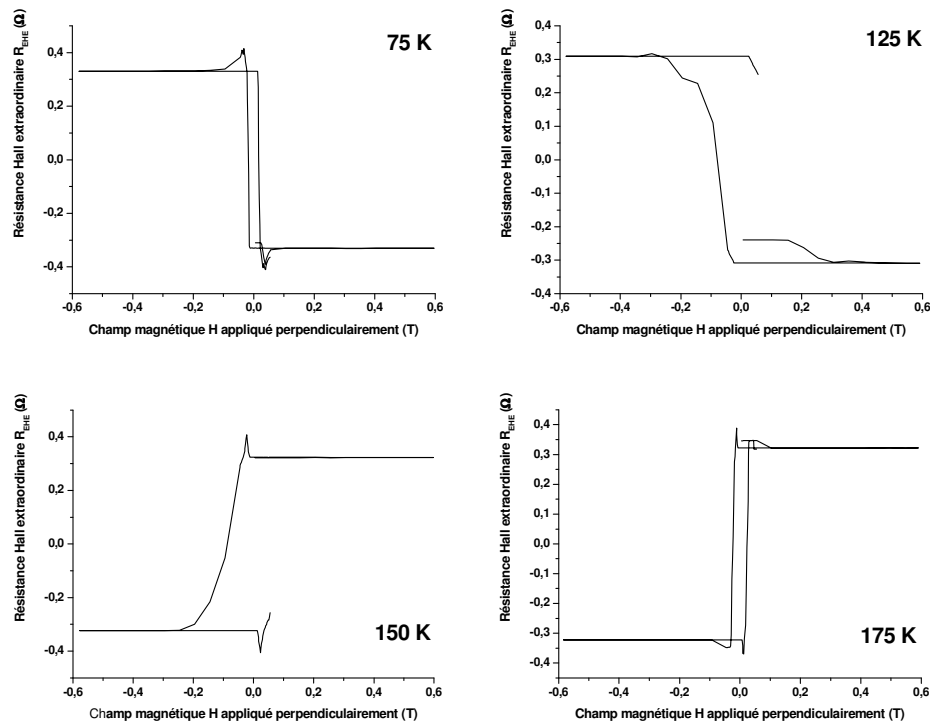 Résistance Hall extraordinaire R_EHE (Ω)
75 K
0,4
0,2
0,0
-0,2
-0,4
-0,6 -0,4 -0,2 0,0 0,2 0,4 0,6
Champ magnétique H appliqué perpendiculairement (T)
Résistance Hall extraordinaire R_EHE (Ω)
125 K
0,4
0,3
0,2
0,1
0,0
-0,1
-0,2
-0,3
-0,4
-0,6 -0,4 -0,2 0,0 0,2 0,4 0,6
Champ magnétique H appliqué perpendiculairement (T)
Résistance Hall extraordinaire R_EHE (Ω)
150 K
0,4
0,2
0,0
-0,2
-0,4
-0,6 -0,4 -0,2 0,0 0,2 0,4 0,6
Champ magnétique H appliqué perpendiculairement (T)
Résistance Hall extraordinaire R_EHE (Ω)
175 K
0,4
0,3
0,2
0,1
0,0
-0,1
-0,2
-0,3
-0,4
-0,6 -0,4 -0,2 0,0 0,2 0,4 0,6
Champ magnétique H appliqué perpendiculairement (T)